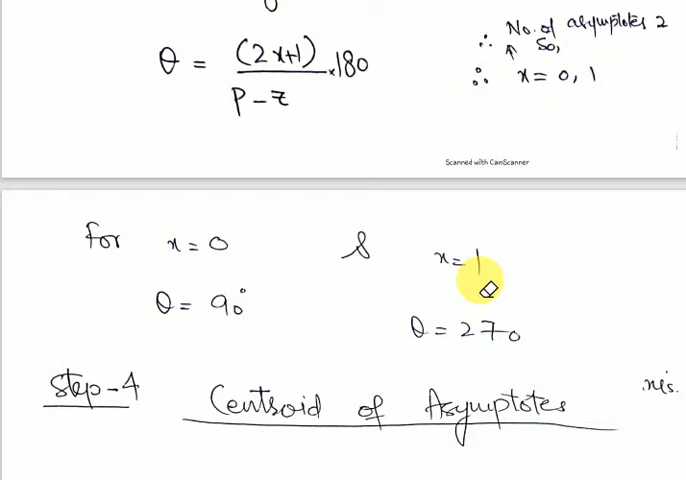 No. of asymptotes 2
∴ So,
θ = (2x+1)/(P-z) × 180
∴ x = 0, 1
Scanned with CamScanner
for x = 0 & x = 1
θ = 90°
θ = 270
Step-4 Centroid of Asymptotes